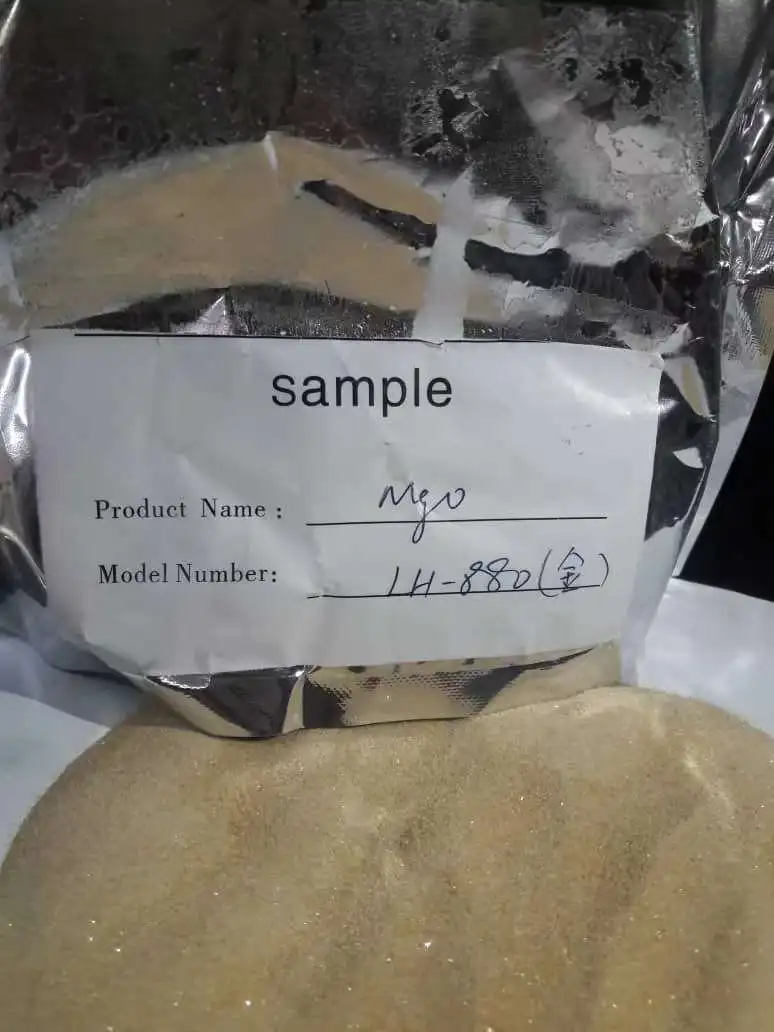 sample
Product Name : MgO
Model Number: LH-880(金)